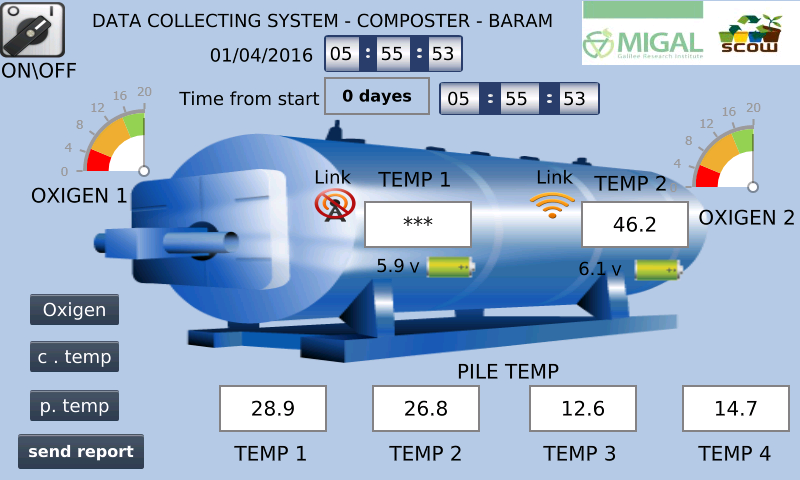 DATA COLLECTING SYSTEM - COMPOSTER - BARAM
01/04/2016 05 : 55 : 53
MIGAL
Galilee Research Institute
SCOW
ON\OFF
Time from start 0 dayes 05 : 55 : 53
0 4 8 12 16 20
OXIGEN 1
0 4 8 12 16 20
OXIGEN 2
Link TEMP 1
***
5.9 v
Link TEMP 2
46.2
6.1 v
Oxigen
c . temp
p. temp
send report
PILE TEMP
28.9 26.8 12.6 14.7
TEMP 1 TEMP 2 TEMP 3 TEMP 4